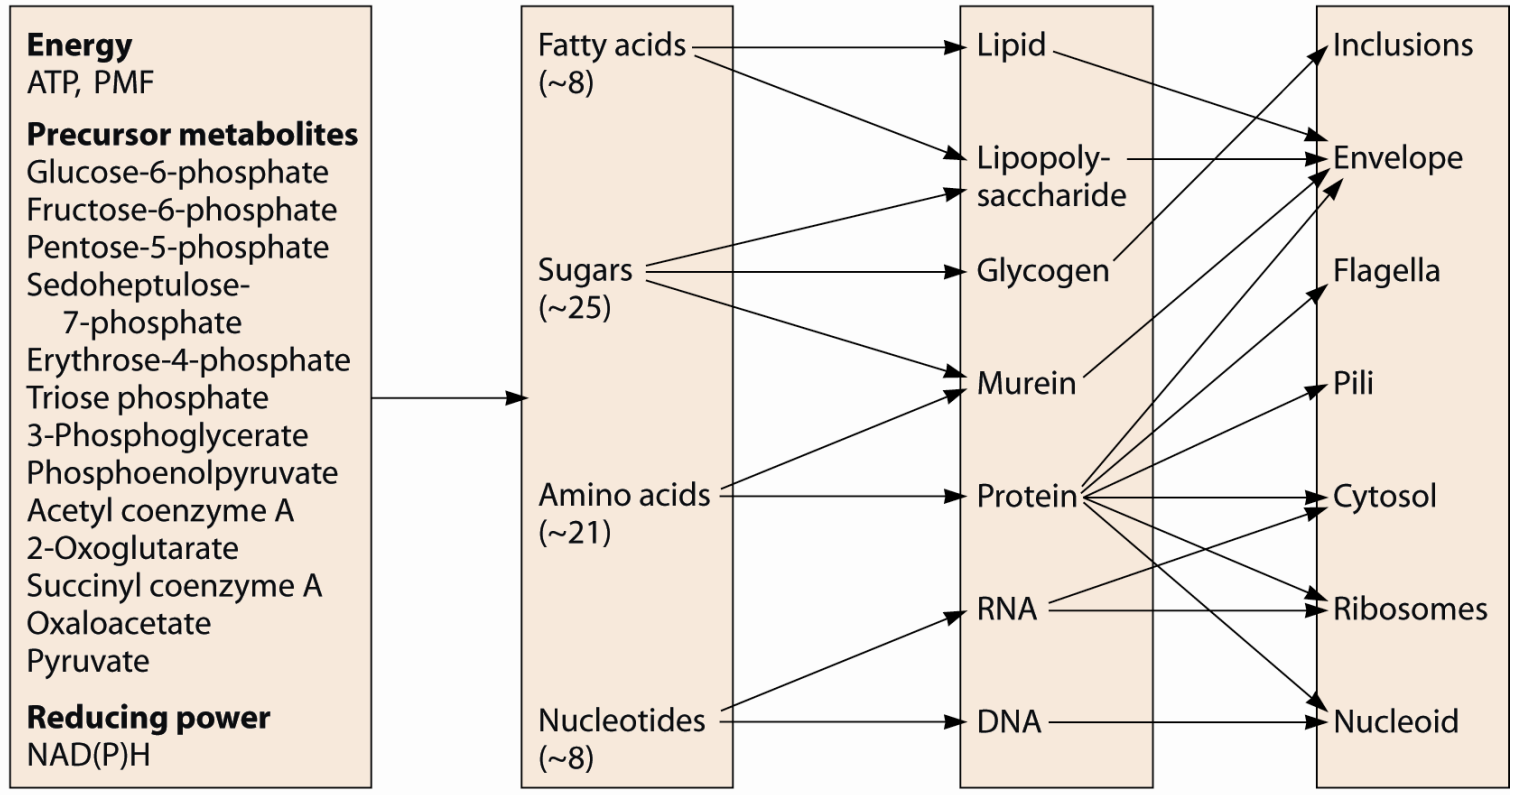 Energy
ATP, PMF
Precursor metabolites
Glucose-6-phosphate
Fructose-6-phosphate
Pentose-5-phosphate
Sedoheptulose-
7-phosphate
Erythrose-4-phosphate
Triose phosphate
3-Phosphoglycerate
Phosphoenolpyruvate
Acetyl coenzyme A
2-Oxoglutarate
Succinyl coenzyme A
Oxaloacetate
Pyruvate
Reducing power
NAD(P)H
Fatty acids
(~8)
Sugars
(~25)
Amino acids
(~21)
Nucleotides
(~8)
Lipid
Lipopoly-
saccharide
Glycogen
Murein
Protein
RNA
DNA
Inclusions
Envelope
Flagella
Pili
Cytosol
Ribosomes
Nucleoid